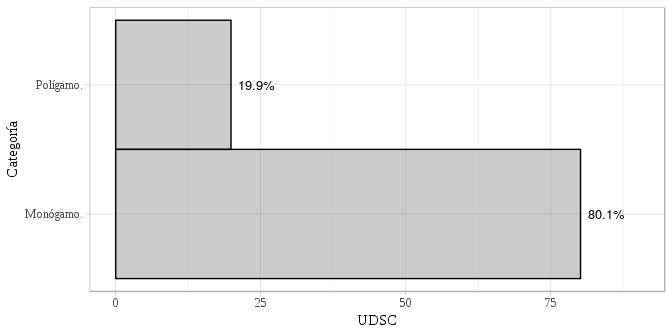 Categoría
Polígamo.
19.9%
Monógamo.
80.1%
0 25 50 75
UDSC